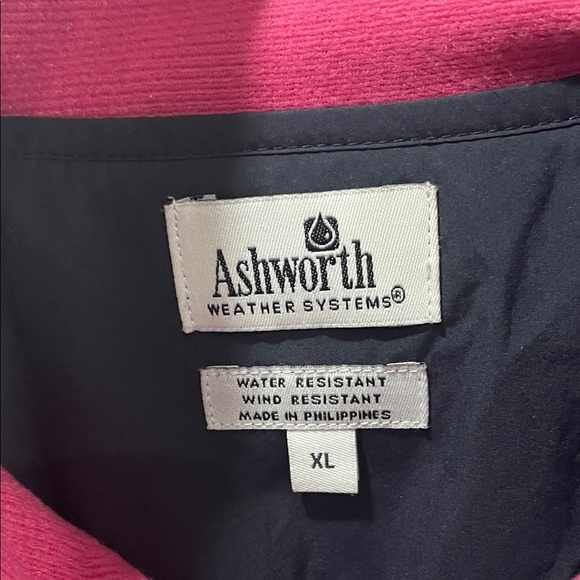 Ashworth
WEATHER SYSTEMS®
WATER RESISTANT
WIND RESISTANT
MADE IN PHILIPPINES
XL